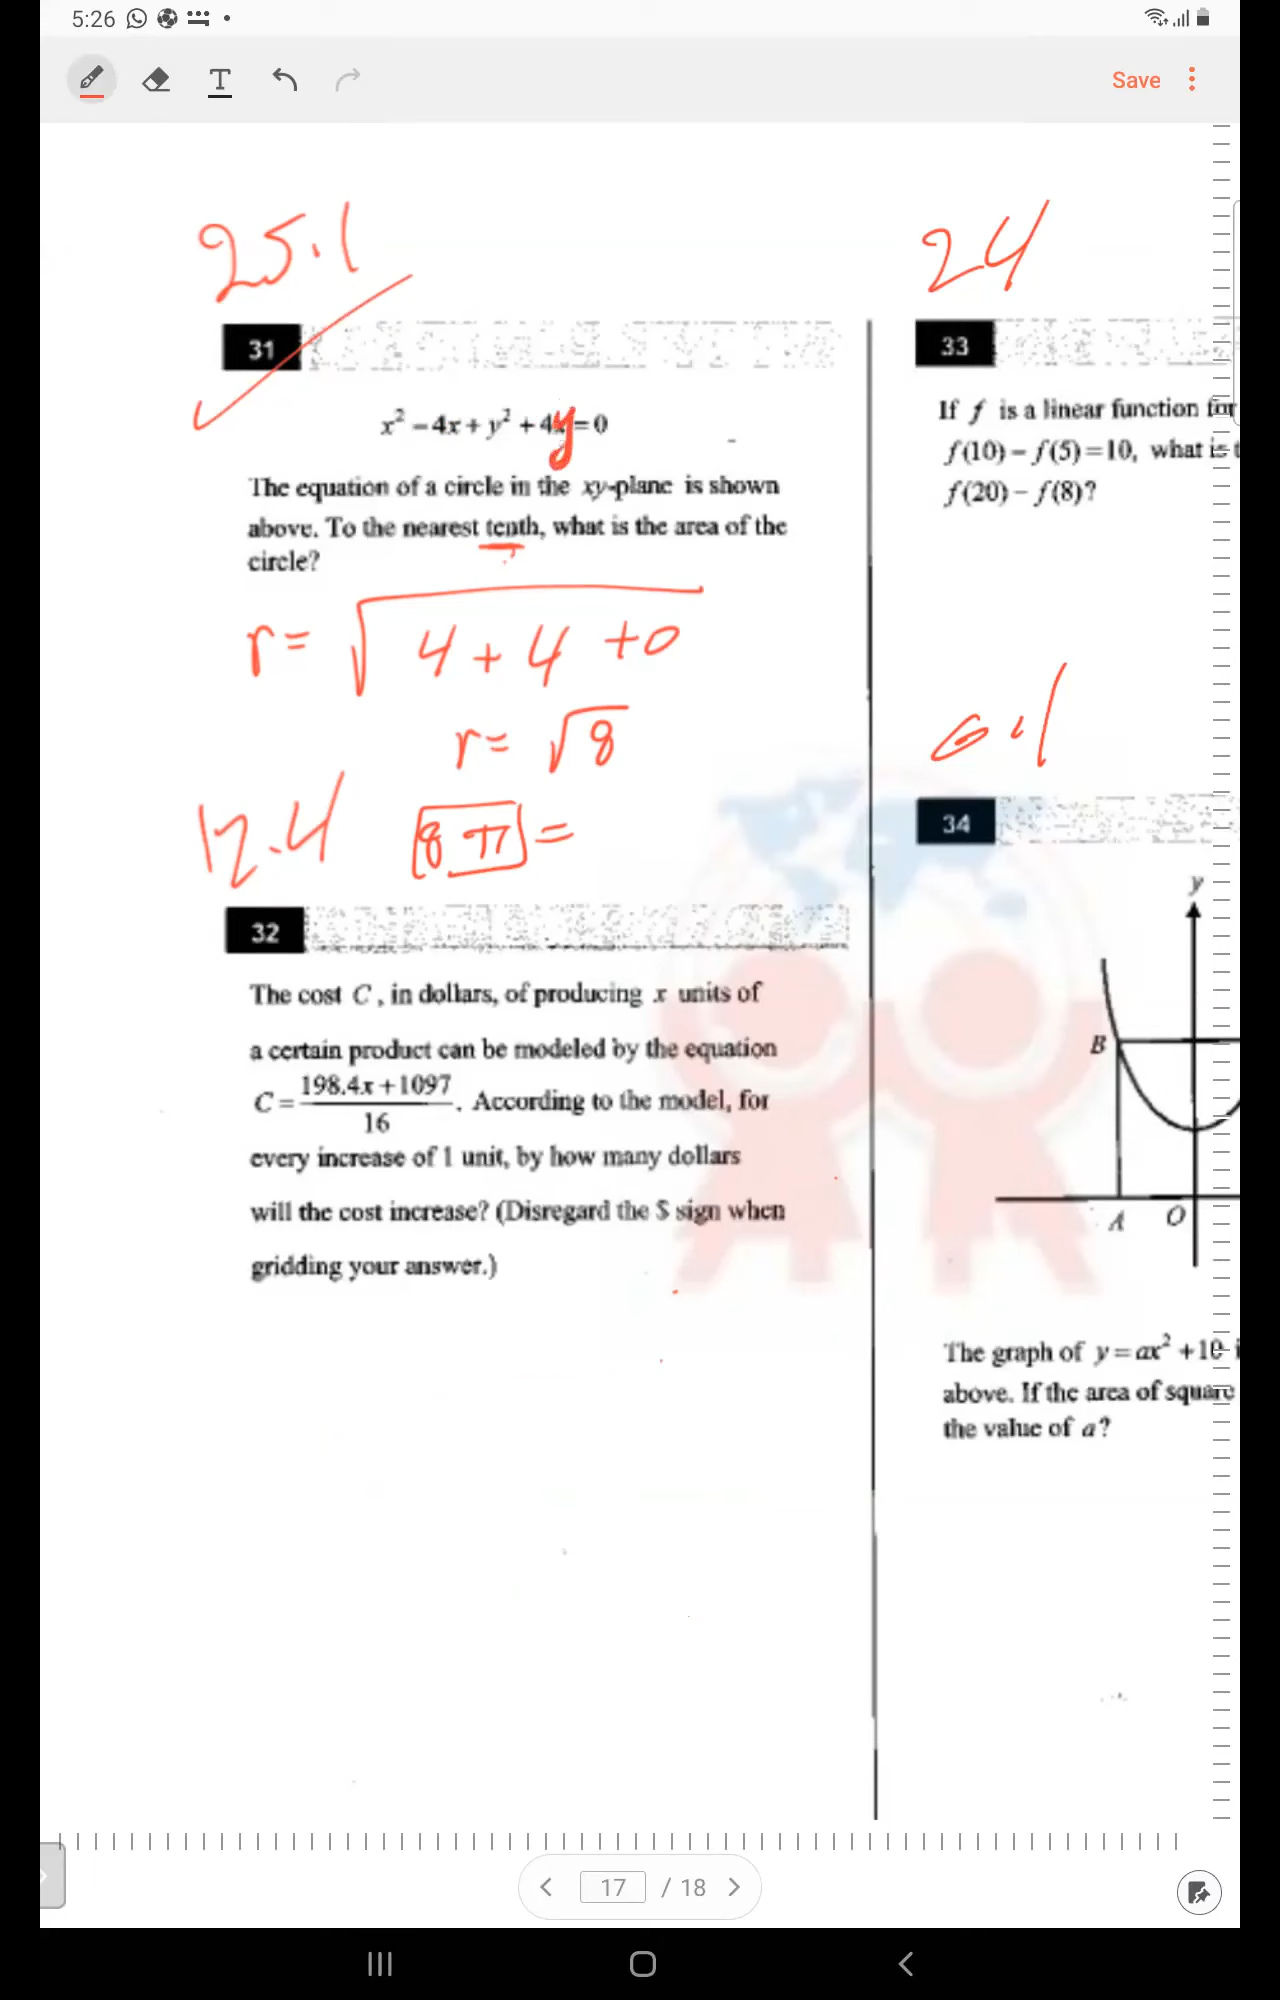 5:26
Save
25.1
24
31
x² – 4x + y² + 4y = 0
The equation of a circle in the xy-plane is shown
above. To the nearest tenth, what is the area of the
circle?
r = √4 + 4 + 0
r = √8
8 π =
12.4
32
The cost C, in dollars, of producing x units of
a certain product can be modeled by the equation
C = 198.4x + 1097 / 16 . According to the model, for
every increase of 1 unit, by how many dollars
will the cost increase? (Disregard the $ sign when
gridding your answer.)
33
If f is a linear function for
f(10) – f(5) = 10, what is
f(20) – f(8)?
34
y
B
A O
The graph of y = ax² + 10
above. If the area of square
the value of a?
17 / 18